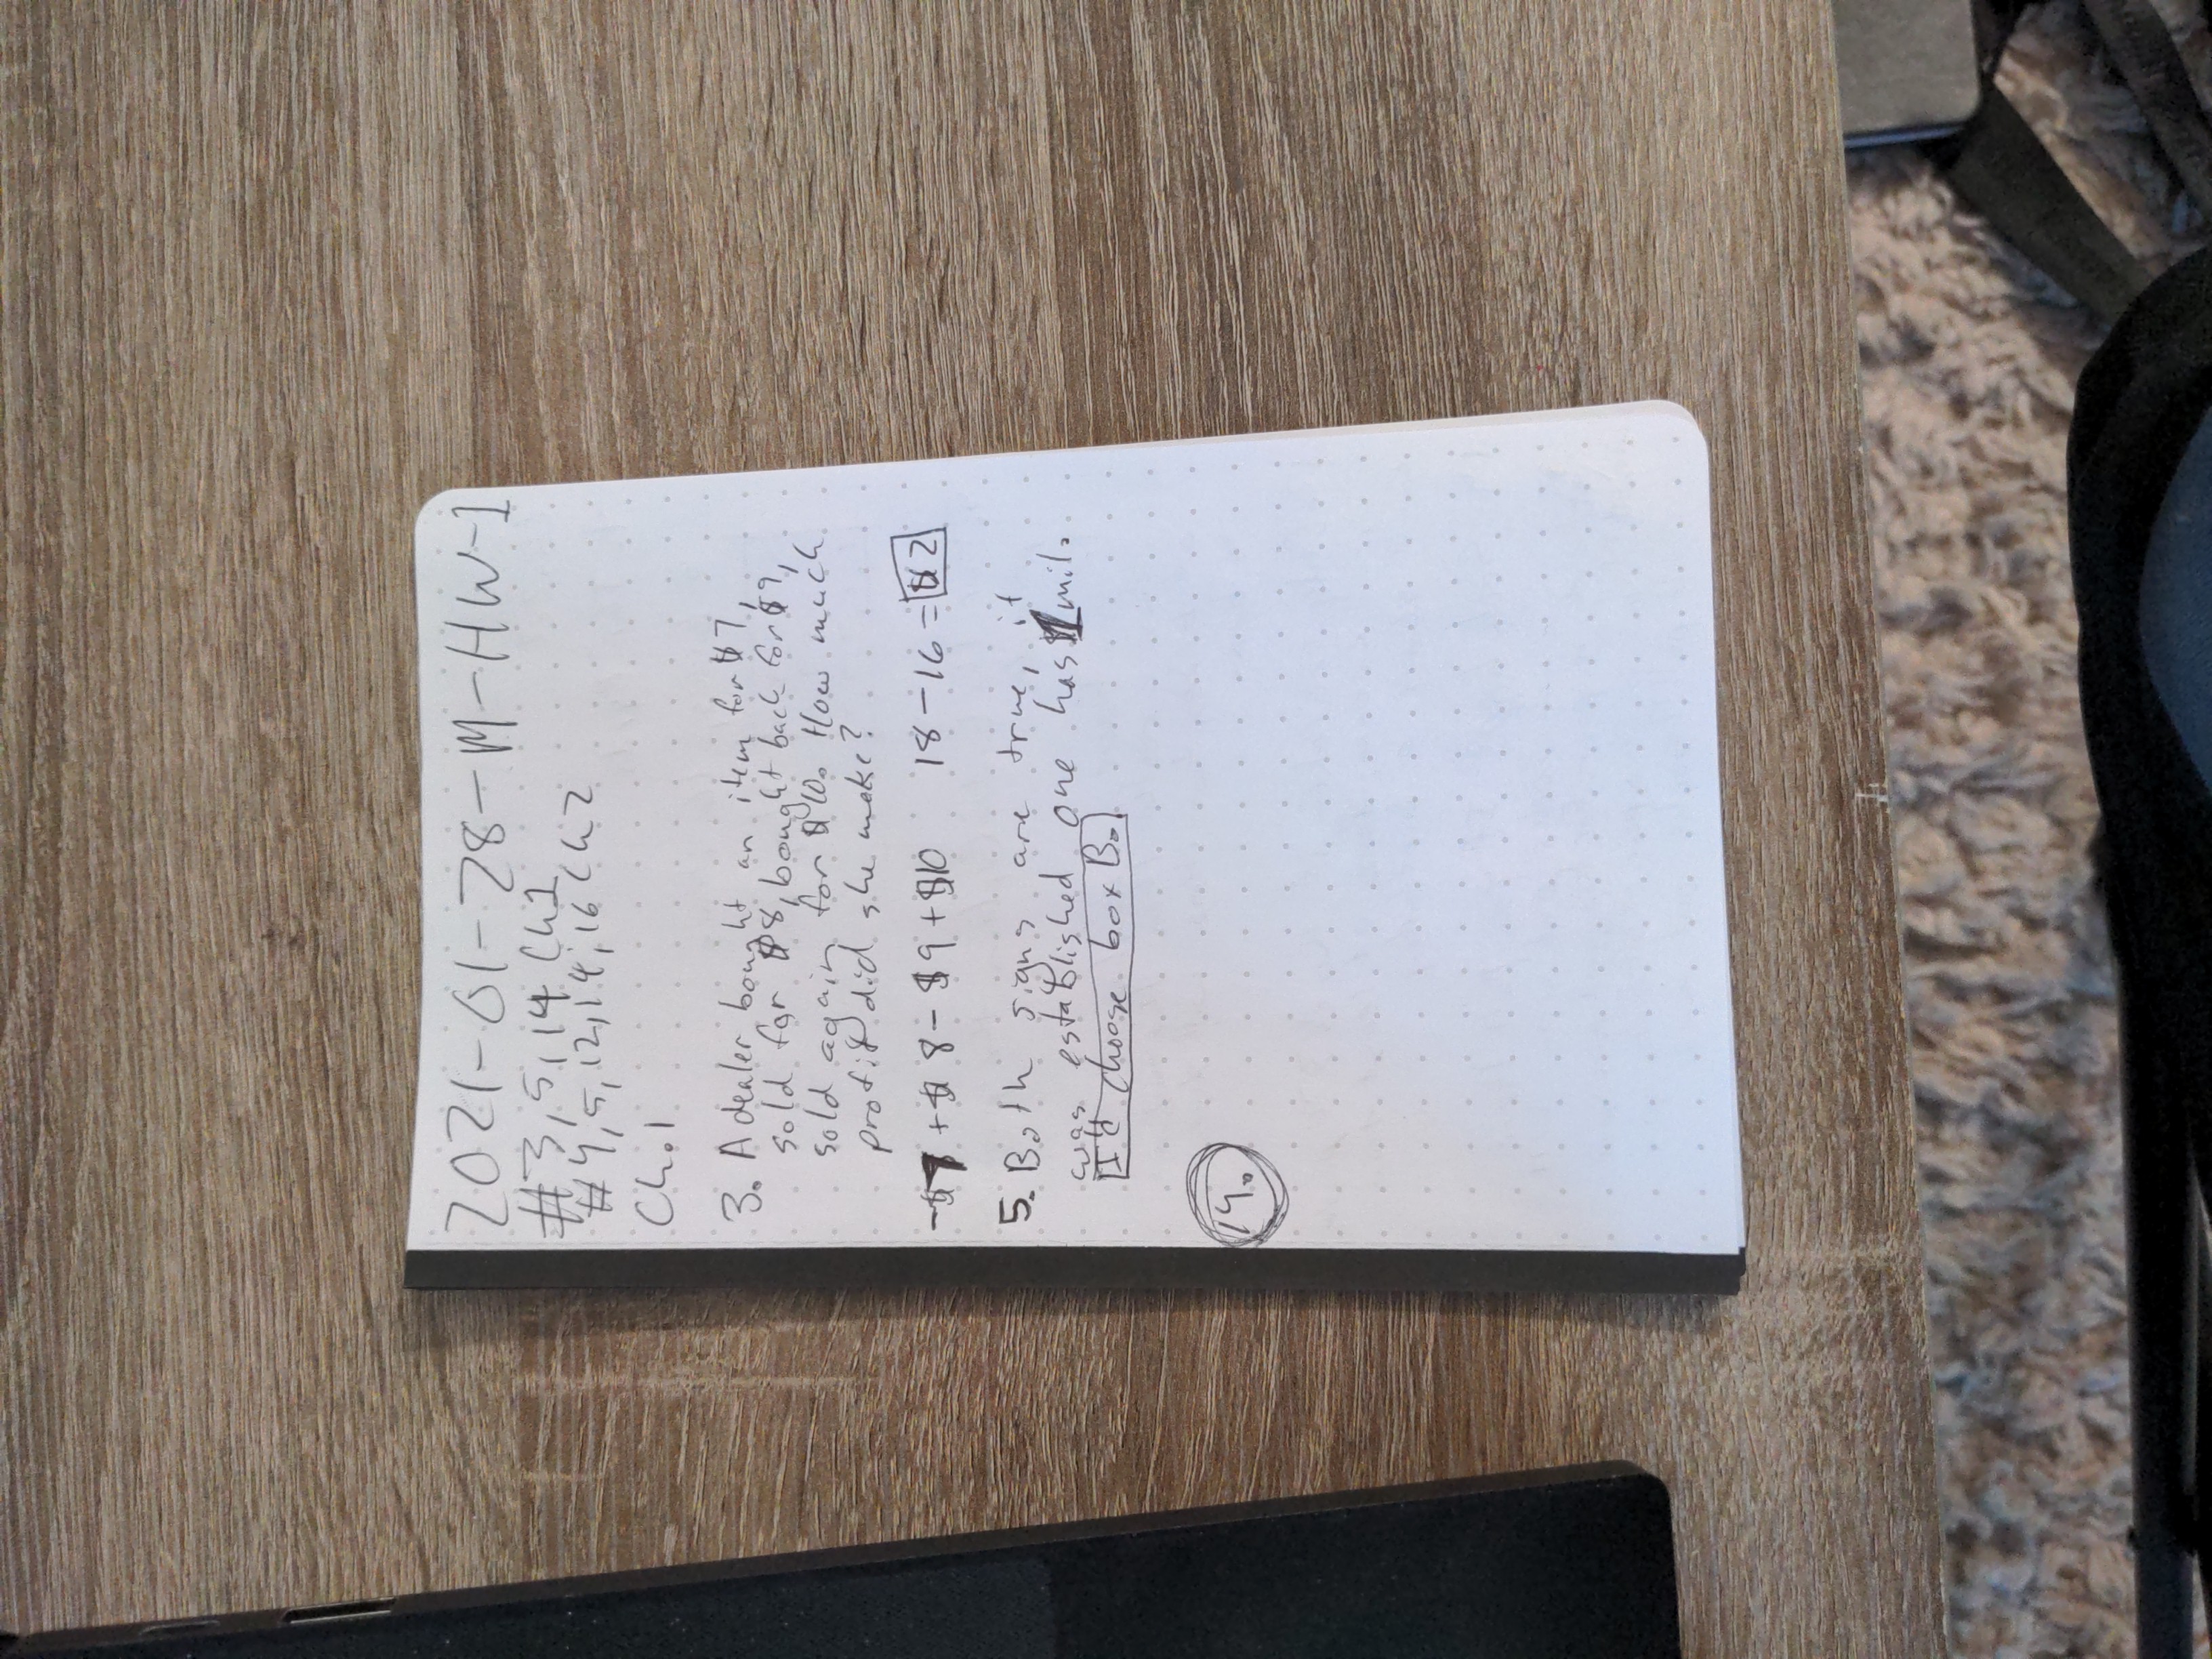 2021-01-28-M-HW-1
#3, 5, 14 Ch1
#4, 5, 12, 14, 16 Ch2
Ch.1
3. A dealer bought an item for $7,
sold for $8, bought back for $9,
sold again for $10. How much
profit did she make?
-$7 + $8 - $9 + $10 18-16=$2
5. Both signs are true, it
was established one has $1 mil.
I'd choose box B.
14.